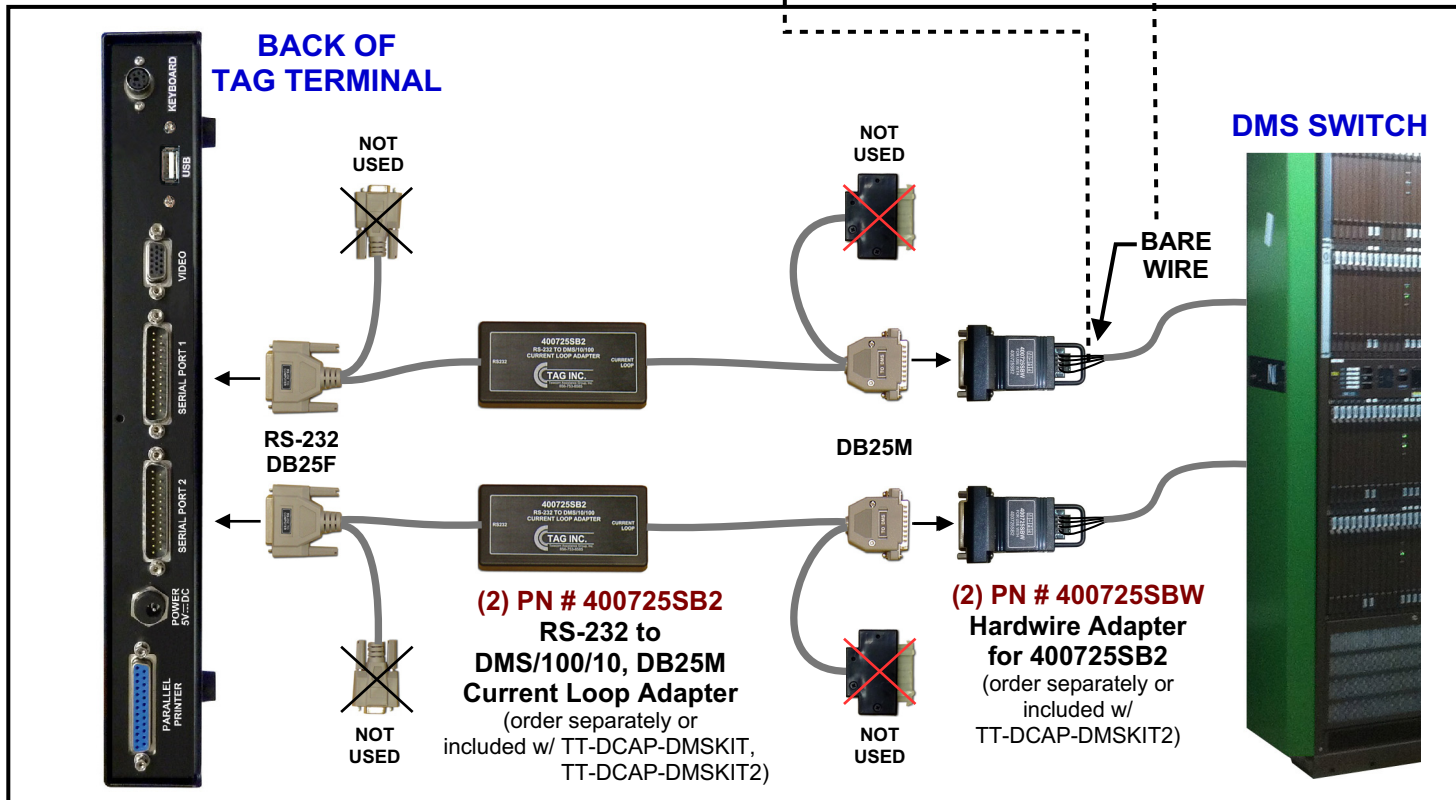 BACK OF
TAG TERMINAL
KEYBOARD
USB
VIDEO
SERIAL PORT 1
SERIAL PORT 2
POWER
5V DC
PARALLEL
PRINTER
NOT
USED
NOT
USED
DMS SWITCH
BARE
WIRE
RS232
400725SB2
RS-232 TO DMS/10/100
CURRENT LOOP ADAPTER
TAG INC.
CURRENT
LOOP
400725SBW
RS-232
DB25F
DB25M
RS232
400725SB2
RS-232 TO DMS/10/100
CURRENT LOOP ADAPTER
TAG INC.
CURRENT
LOOP
TO DMS
400725SBW
NOT
USED
(2) PN # 400725SB2
RS-232 to
DMS/100/10, DB25M
Current Loop Adapter
(order separately or
included w/ TT-DCAP-DMSKIT,
TT-DCAP-DMSKIT2)
NOT
USED
(2) PN # 400725SBW
Hardwire Adapter
for 400725SB2
(order separately or
included w/
TT-DCAP-DMSKIT2)